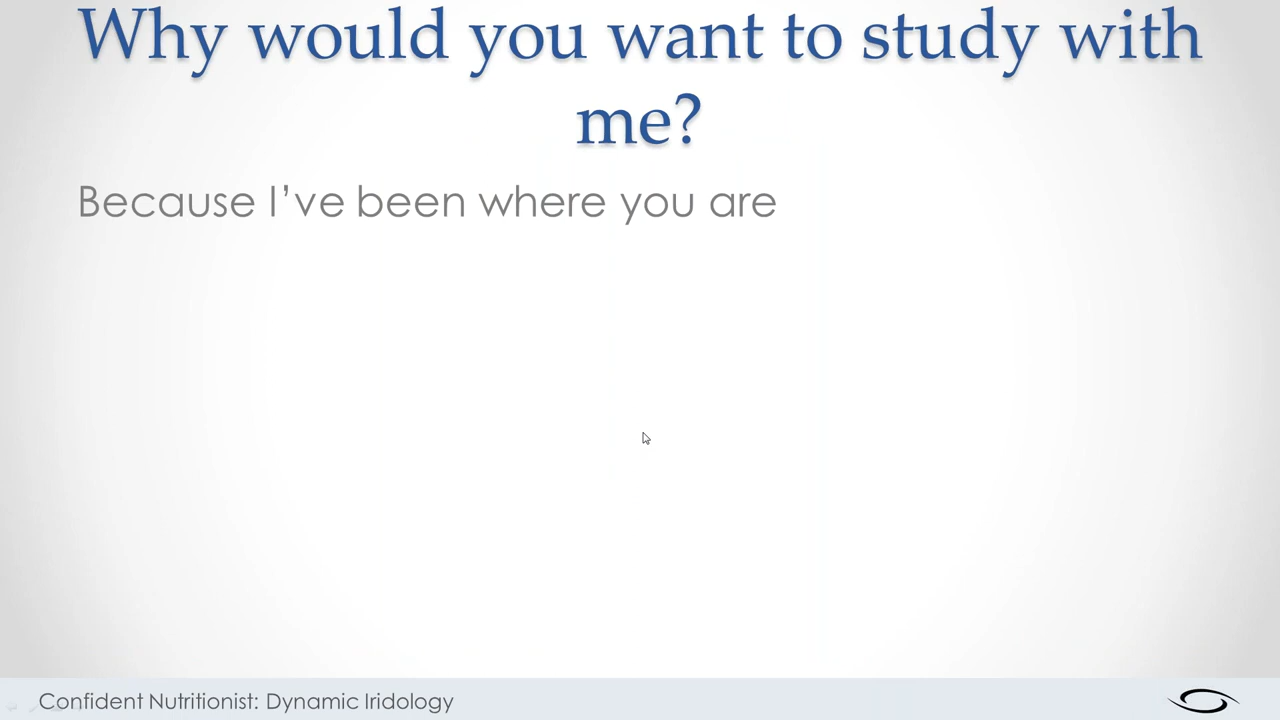 Why would you want to study with
me?
Because I’ve been where you are
Confident Nutritionist: Dynamic Iridology